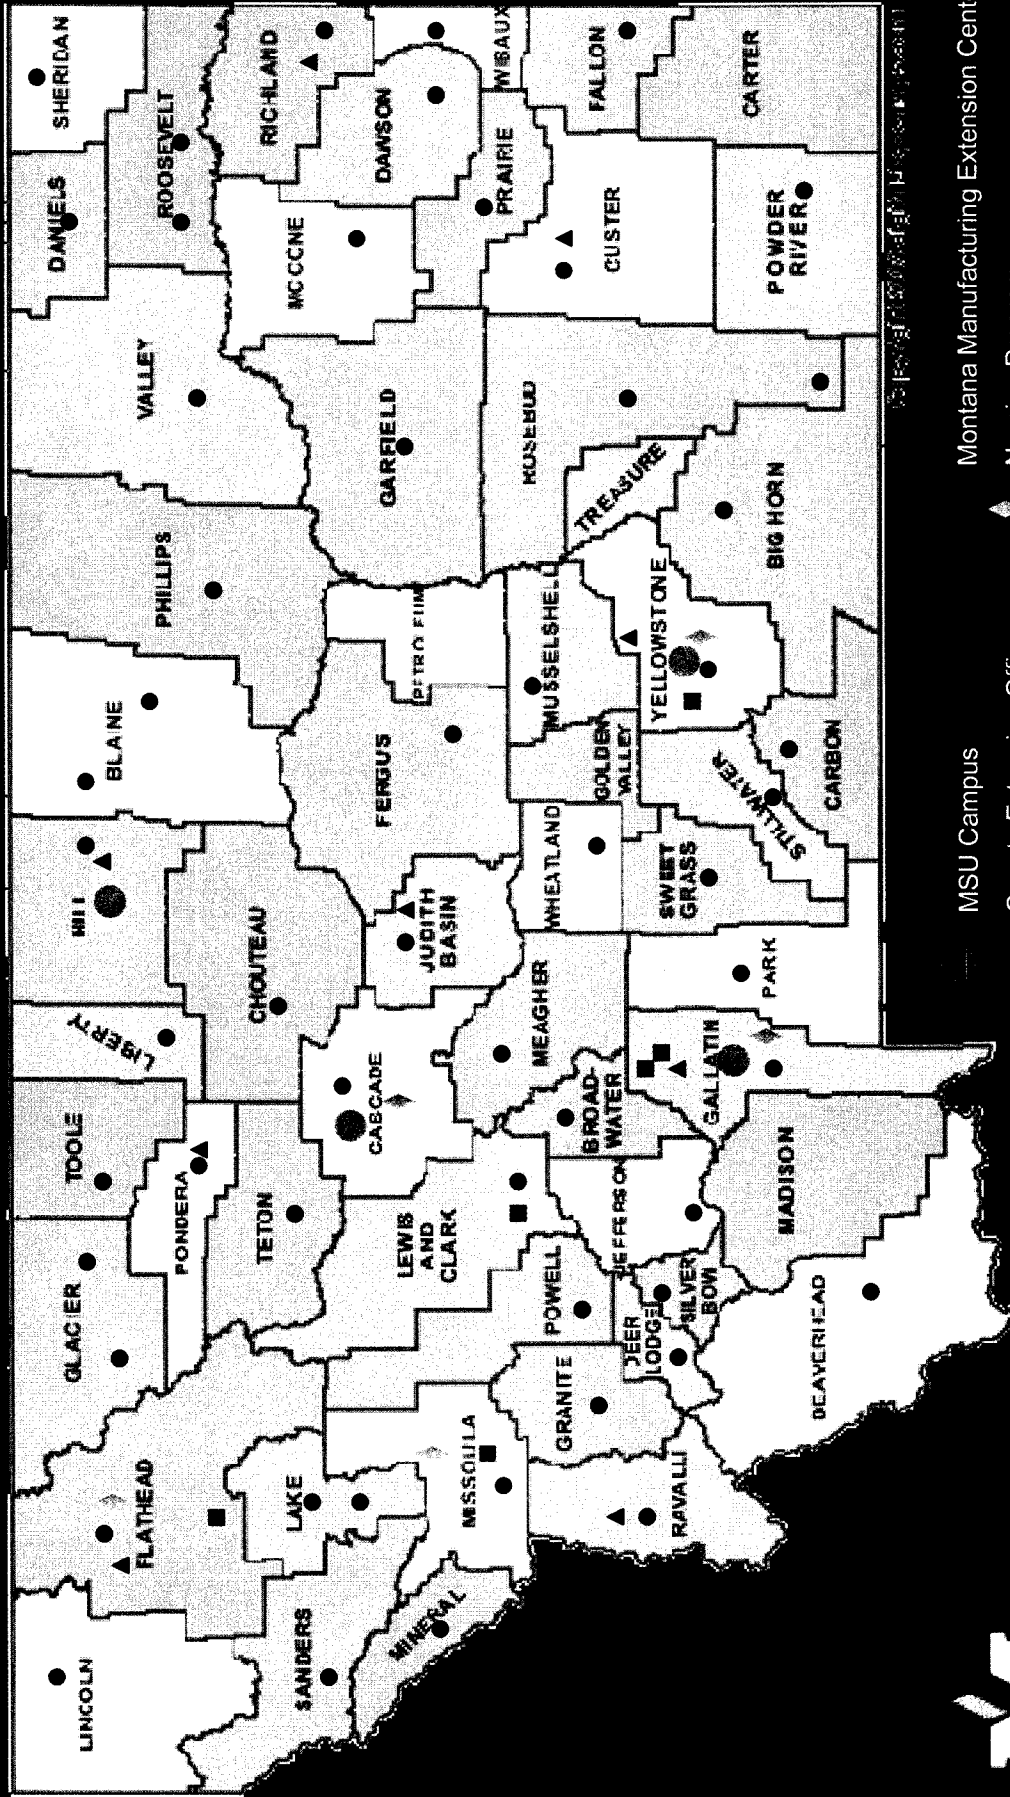 LINCOLN
FLATHEAD
GLACIER
TOOLE
LIBERTY
HILL
BLAINE
PHILLIPS
VALLEY
DANIELS
SHERIDAN
ROOSEVELT
PONDERA
SANDERS
LAKE
TETON
CHOUTEAU
FERGUS
GARFIELD
MCCONE
RICHLAND
DAWSON
WIBAUX
PRAIRIE
MINERAL
MISSOULA
LEWIS
AND
CLARK
CASCADE
JUDITH
BASIN
PETROLEUM
POWELL
MEAGHER
WHEATLAND
MUSSELSHELL
ROSEBUD
CUSTER
FALLON
GRANITE
JEFFERSON
BROAD-
WATER
GOLDEN
VALLEY
TREASURE
RAVALLI
DEER
LODGE
SILVER
BOW
GALLATIN
SWEET
GRASS
YELLOWSTONE
PARK
STILLWATER
BIG HORN
POWDER
RIVER
CARTER
BEAVERHEAD
MADISON
CARBON
MSU Campus
Montana Manufacturing Extension Cent